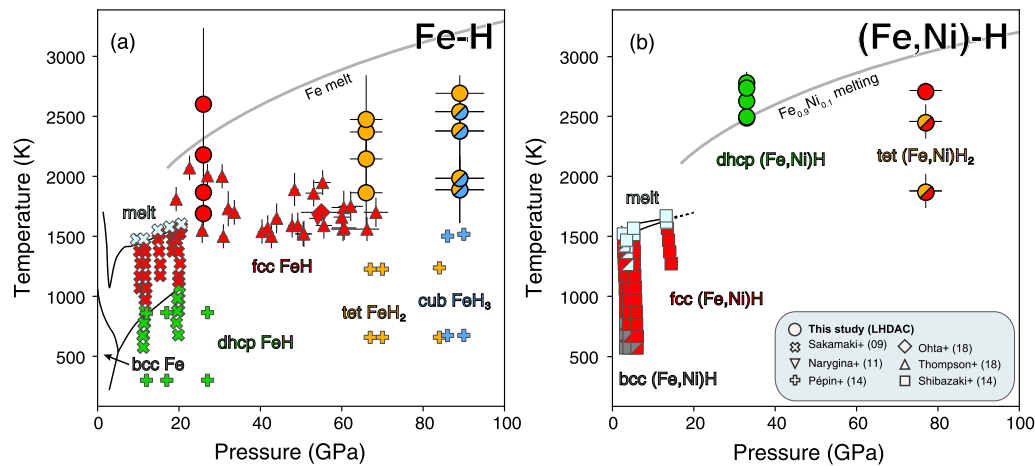 (a)
Fe-H
3000
2500
2000
1500
1000
500
Temperature (K)
Fe melt
melt
fcc FeH
tet FeH2
cub FeH3
dhcp FeH
bcc Fe
0
20
40
60
80
100
Pressure (GPa)
(b)
(Fe,Ni)-H
3000
2500
2000
1500
1000
500
Temperature (K)
Fe0.9Ni0.1 melting
dhcp (Fe,Ni)H
tet (Fe,Ni)H2
melt
fcc (Fe,Ni)H
bcc (Fe,Ni)H
This study (LHDAC)
Sakamaki+ (09)
Narygina+ (11)
Pépin+ (14)
Ohta+ (18)
Thompson+ (18)
Shibazaki+ (14)
0
20
40
60
80
100
Pressure (GPa)